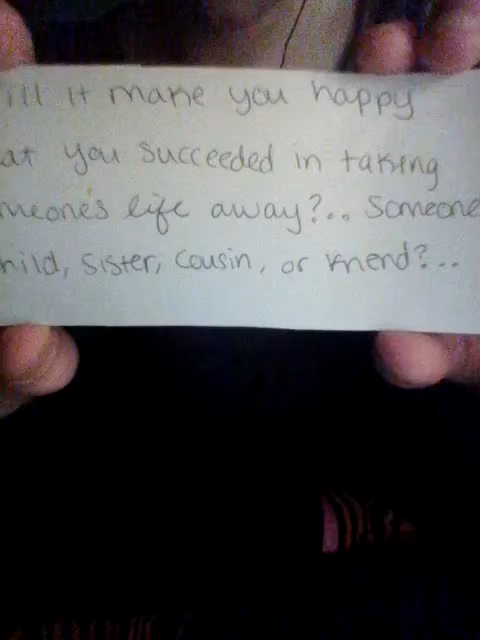 ill it make you happy
at you succeeded in taking
meone's life away?.. Someone
hild, sister, cousin, or friend?...